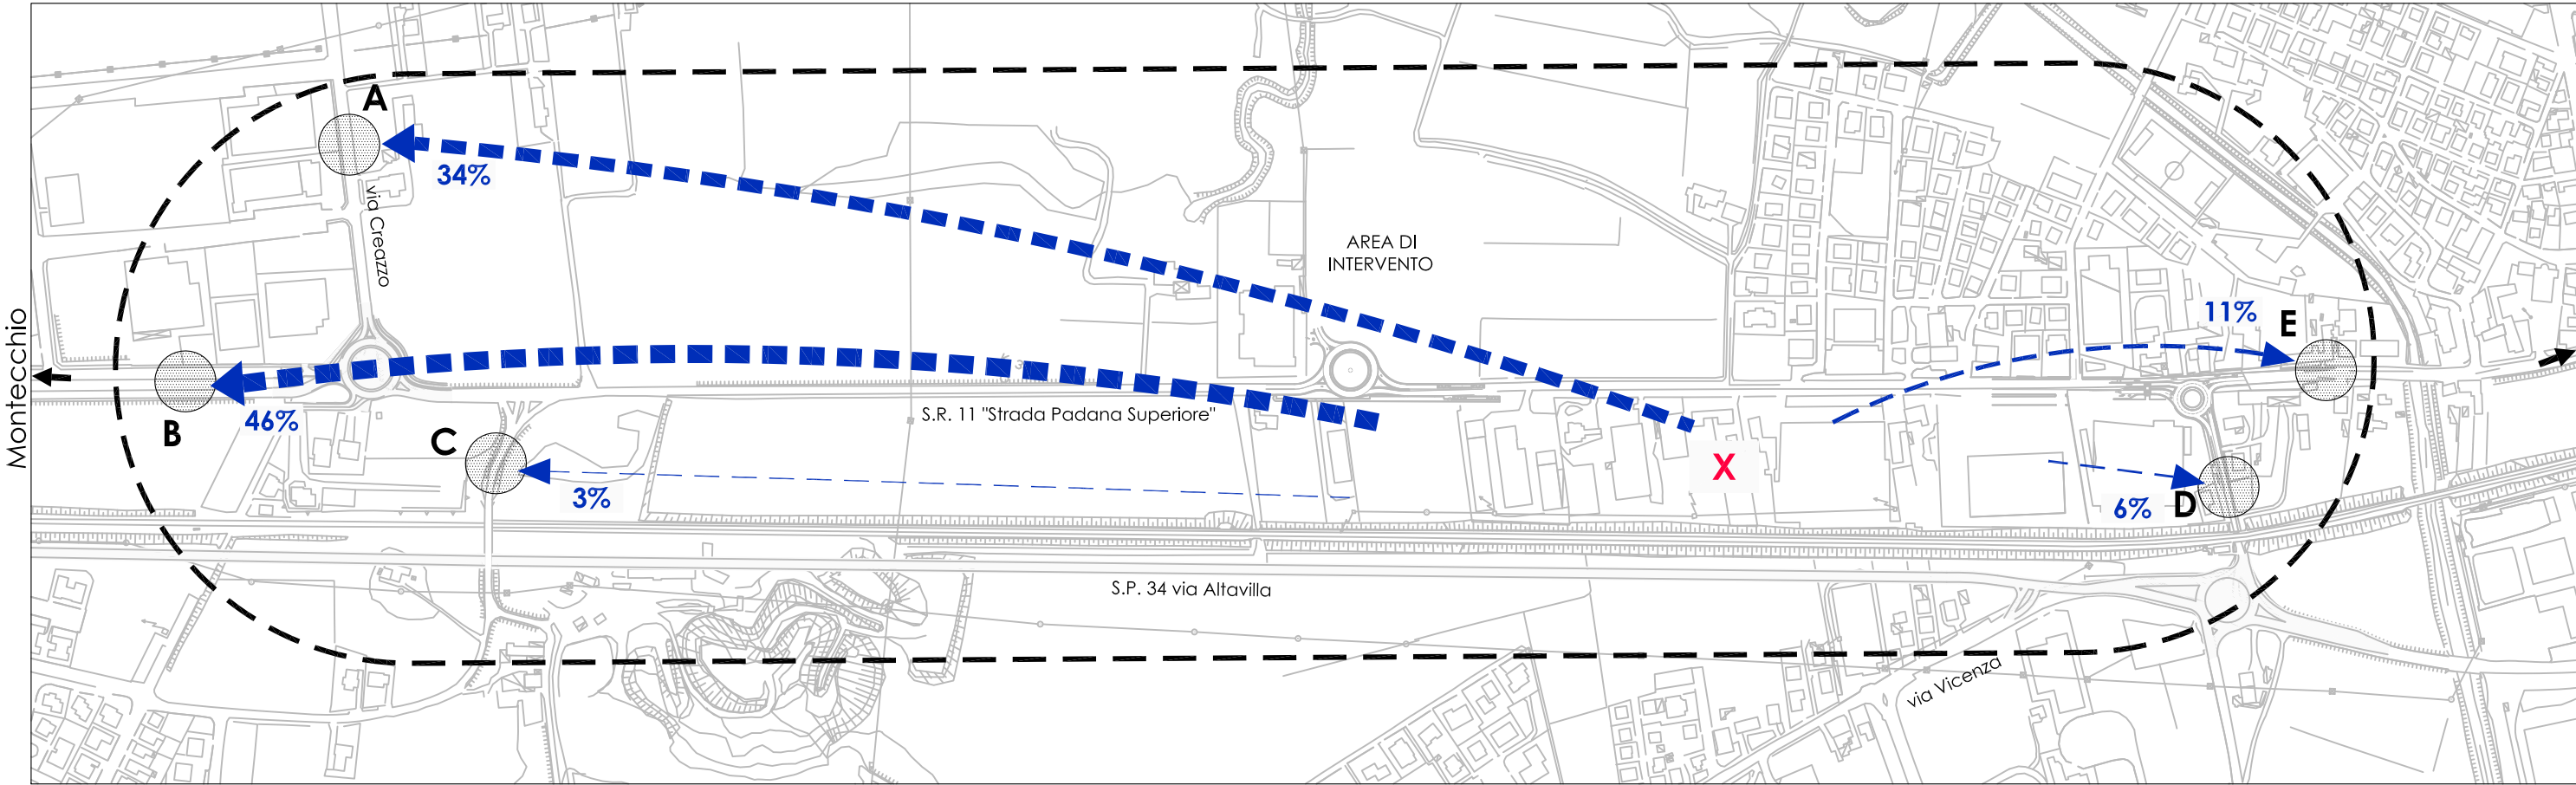 A
34%
via Creazzo
AREA DI
INTERVENTO
11%
E
Montecchio
B
46%
C
S.R. 11 "Strada Padana Superiore"
X
3%
6%
D
S.P. 34 via Altavilla
via Vicenza